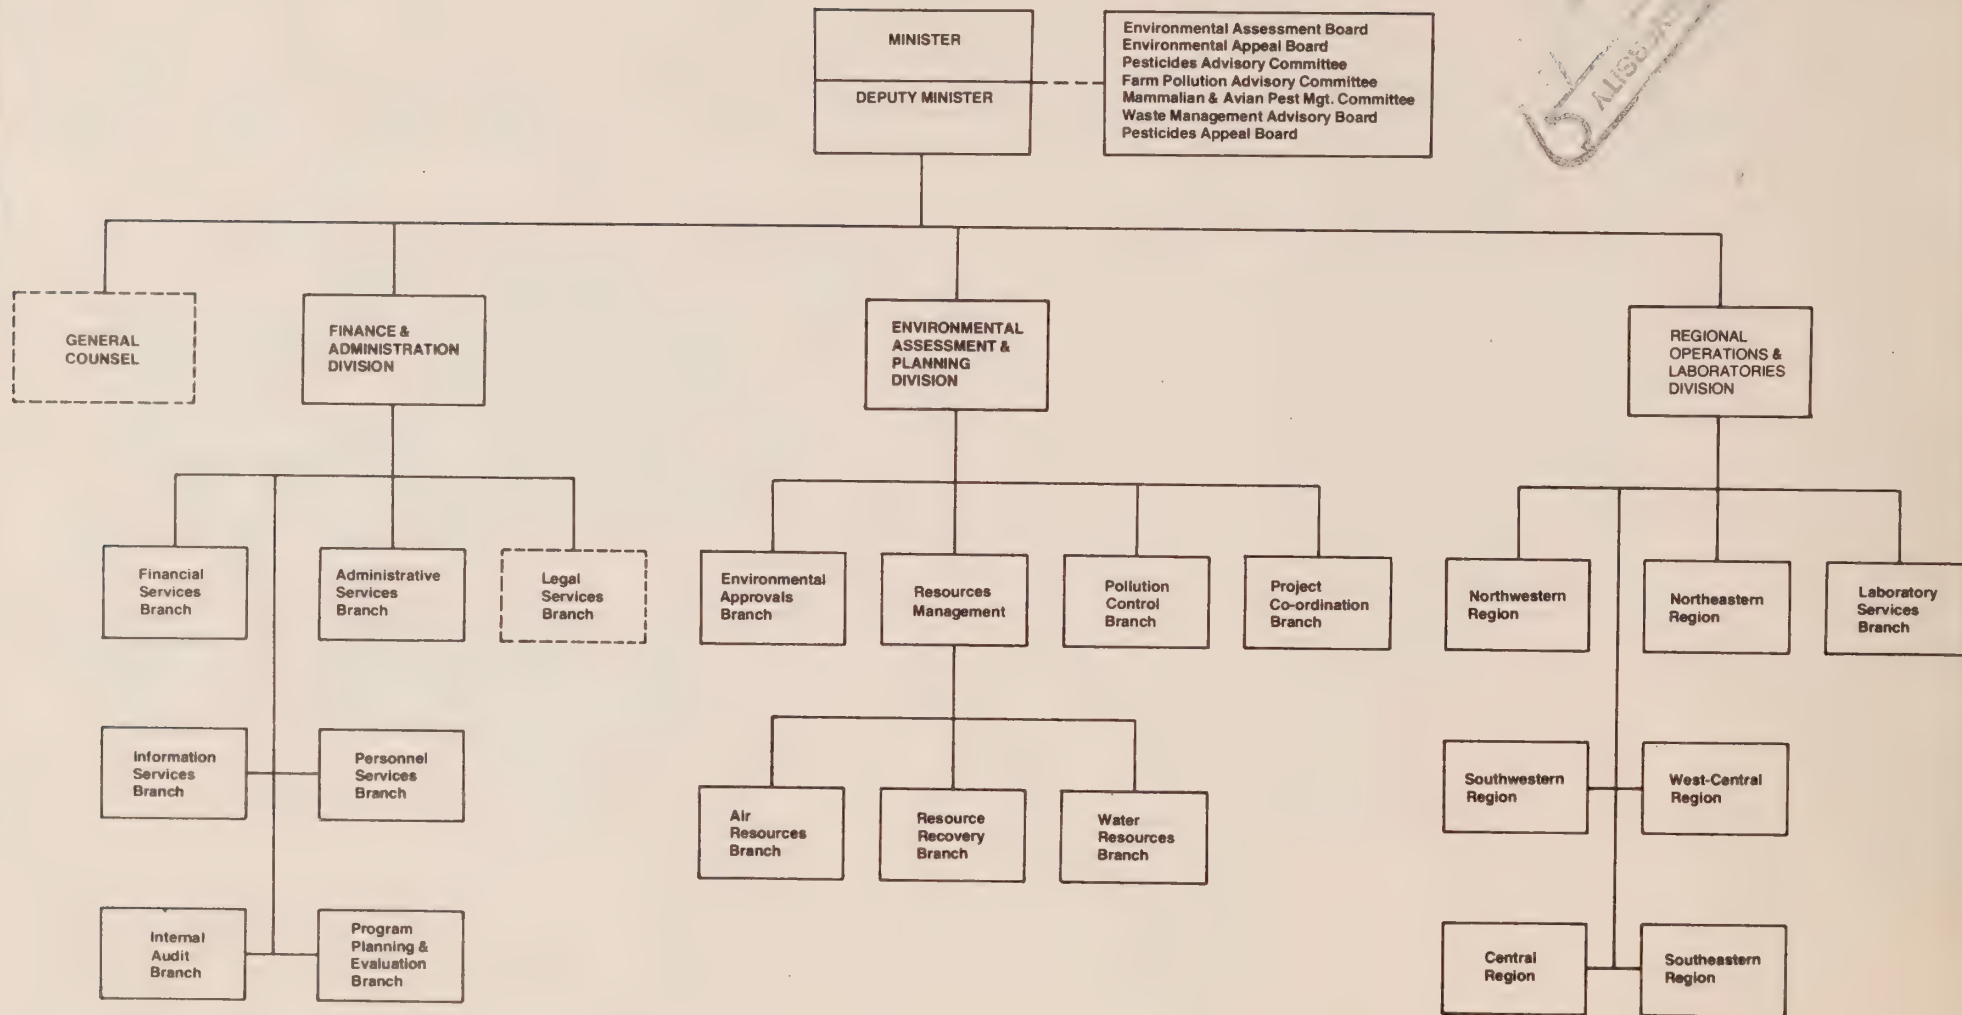 MINISTER
DEPUTY MINISTER
Environmental Assessment Board
Environmental Appeal Board
Pesticides Advisory Committee
Farm Pollution Advisory Committee
Mammalian & Avian Pest Mgt. Committee
Waste Management Advisory Board
Pesticides Appeal Board
GENERAL
COUNSEL
FINANCE &
ADMINISTRATION
DIVISION
ENVIRONMENTAL
ASSESSMENT &
PLANNING
DIVISION
REGIONAL
OPERATIONS &
LABORATORIES
DIVISION
Financial
Services
Branch
Administrative
Services
Branch
Legal
Services
Branch
Information
Services
Branch
Personnel
Services
Branch
Internal
Audit
Branch
Program
Planning &
Evaluation
Branch
Environmental
Approvals
Branch
Resources
Management
Pollution
Control
Branch
Project
Co-ordination
Branch
Air
Resources
Branch
Resource
Recovery
Branch
Water
Resources
Branch
Northwestern
Region
Northeastern
Region
Laboratory
Services
Branch
Southwestern
Region
West-Central
Region
Central
Region
Southeastern
Region